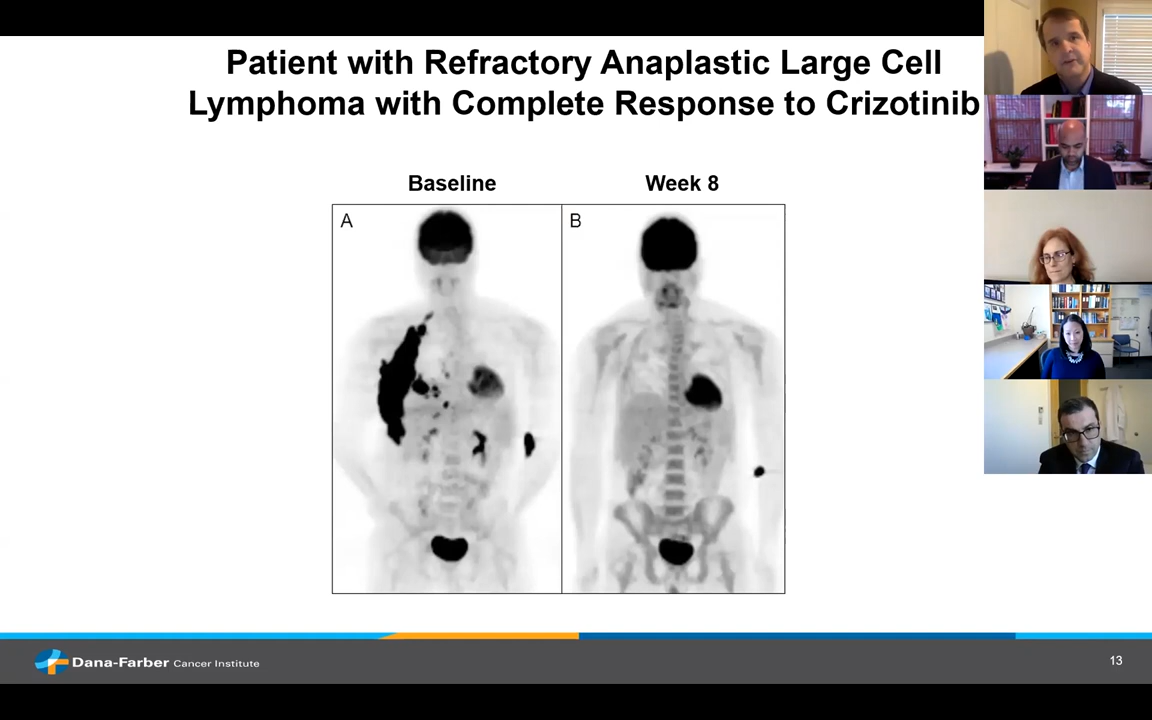 Patient with Refractory Anaplastic Large Cell
Lymphoma with Complete Response to Crizotinib
Baseline
Week 8
A
B
Dana-Farber Cancer Institute
13